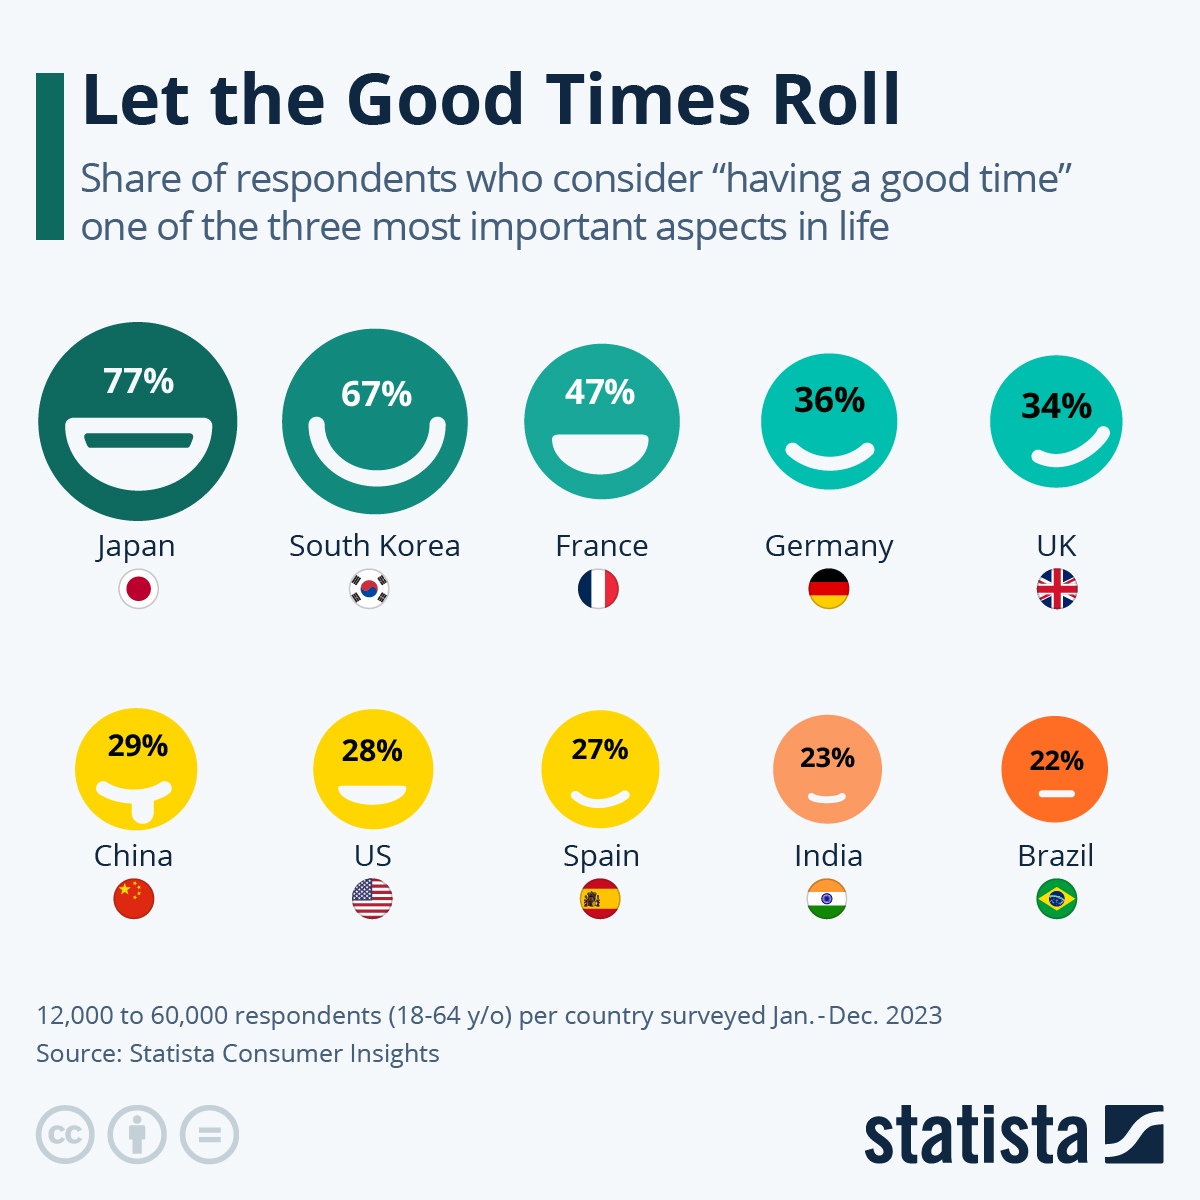 Let the Good Times Roll
Share of respondents who consider “having a good time”
one of the three most important aspects in life
77%
67%
47%
36%
34%
Japan
South Korea
France
Germany
UK
29%
28%
27%
23%
22%
China
US
Spain
India
Brazil
12,000 to 60,000 respondents (18-64 y/o) per country surveyed Jan.-Dec. 2023
Source: Statista Consumer Insights
cc
statista